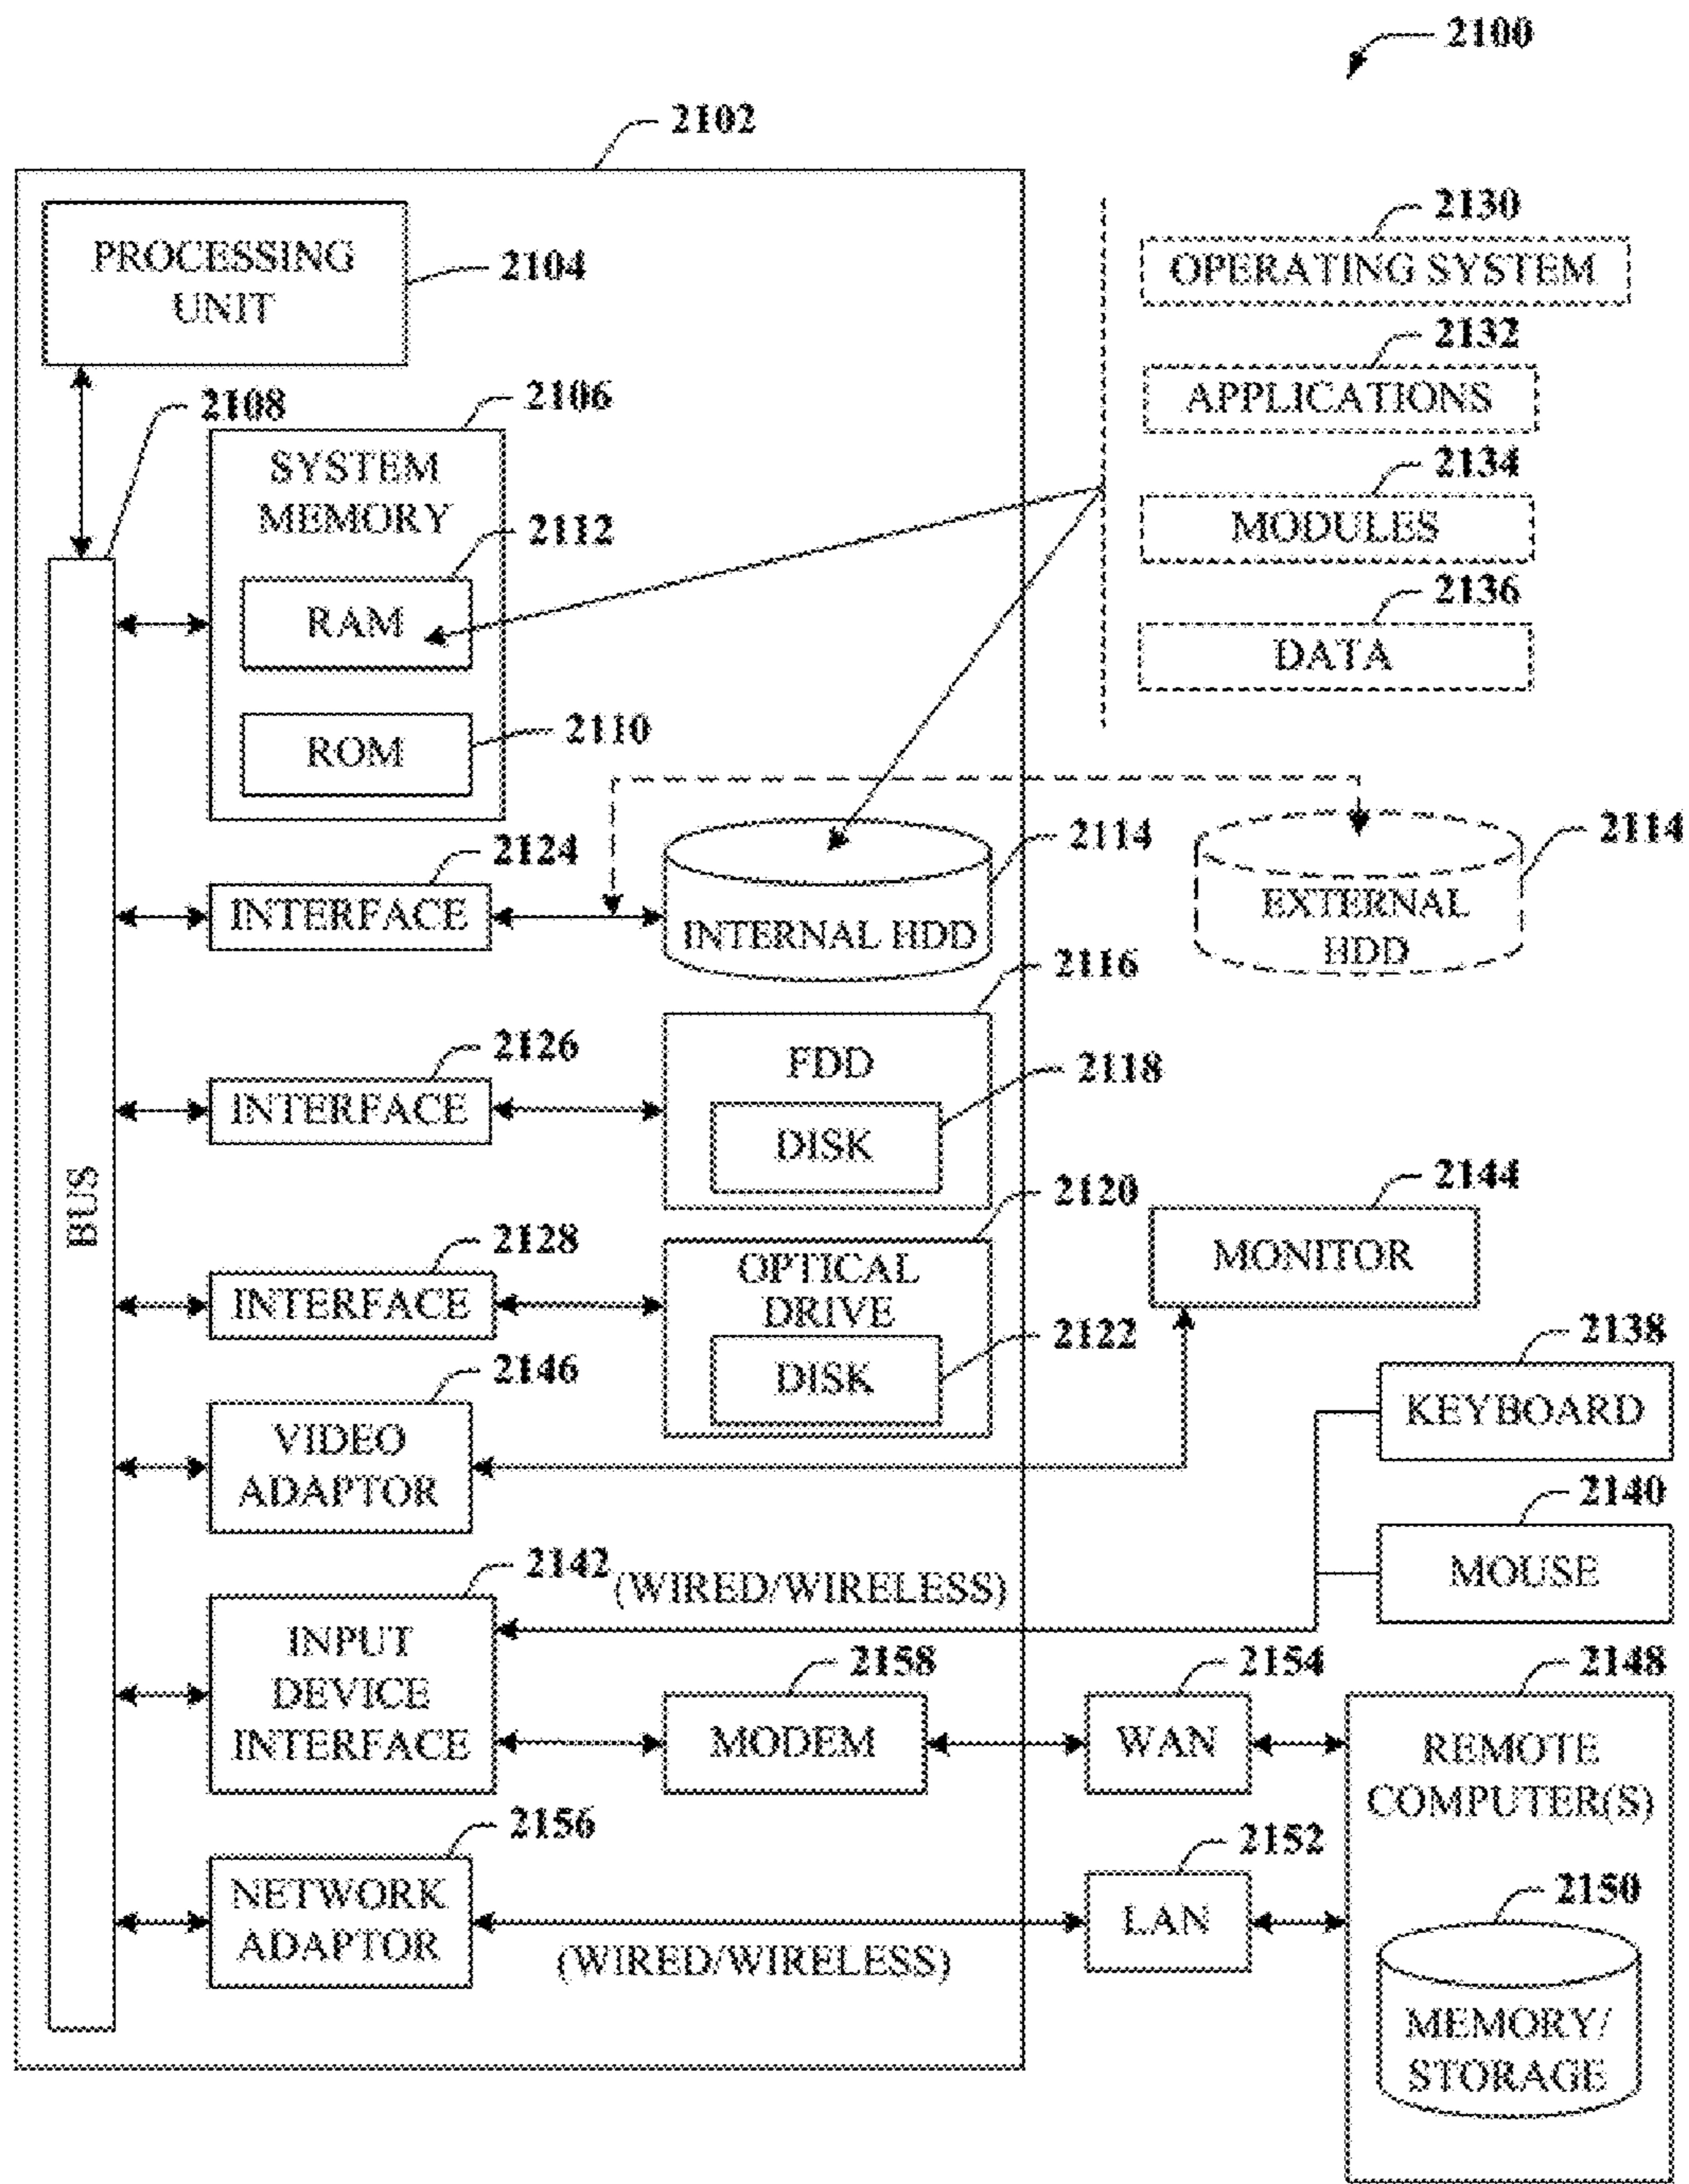 2100
2102
PROCESSING
UNIT
2104
2130
OPERATING SYSTEM
2132
APPLICATIONS
2134
MODULES
2136
DATA
2108
2106
SYSTEM
MEMORY
2112
RAM
2110
ROM
2124
INTERFACE
2114
INTERNAL HDD
2114
EXTERNAL
HDD
2116
FDD
2126
INTERFACE
2118
DISK
BUS
2120
OPTICAL
DRIVE
2128
INTERFACE
2122
DISK
2144
MONITOR
2138
KEYBOARD
2146
VIDEO
ADAPTOR
2140
MOUSE
2142
(WIRED/WIRELESS)
INPUT
DEVICE
INTERFACE
2158
MODEM
2154
WAN
2148
REMOTE
COMPUTER(S)
2156
NETWORK
ADAPTOR
(WIRED/WIRELESS)
2152
LAN
2150
MEMORY/
STORAGE